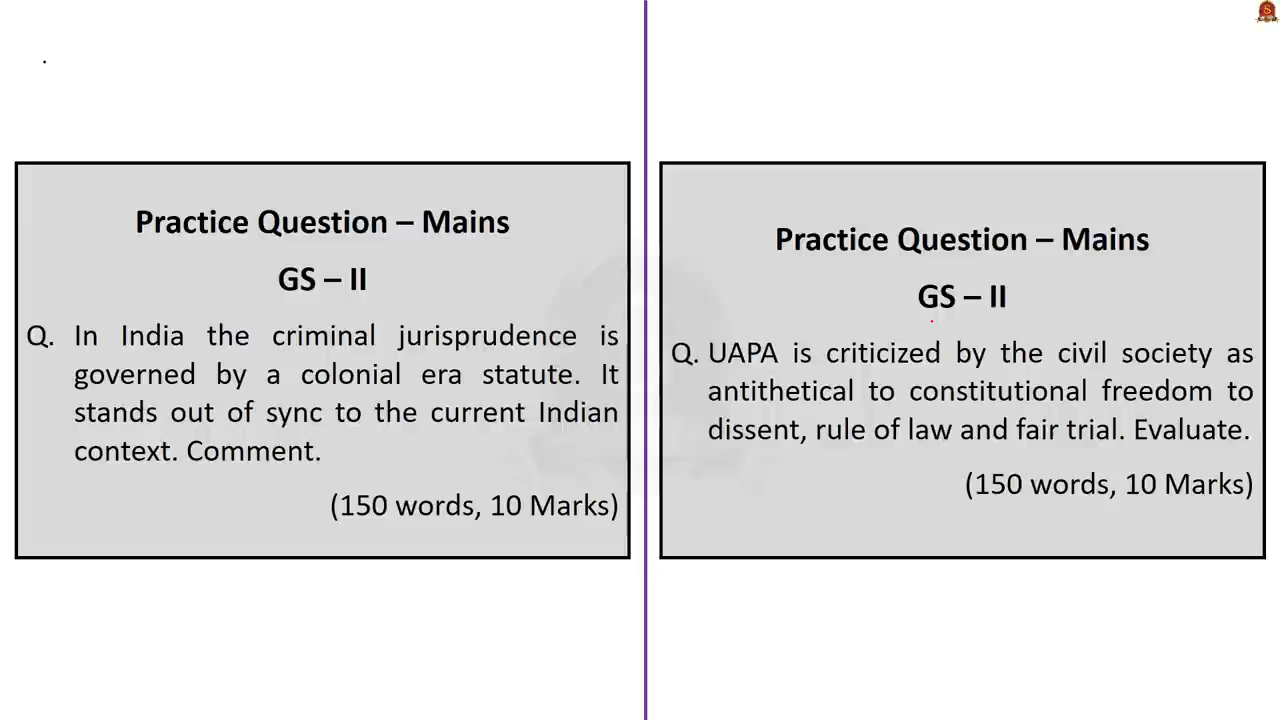 Practice Question – Mains
GS – II
Q. In India the criminal jurisprudence is
governed by a colonial era statute. It
stands out of sync to the current Indian
context. Comment.
(150 words, 10 Marks)
Practice Question – Mains
GS – II
Q. UAPA is criticized by the civil society as
antithetical to constitutional freedom to
dissent, rule of law and fair trial. Evaluate.
(150 words, 10 Marks)